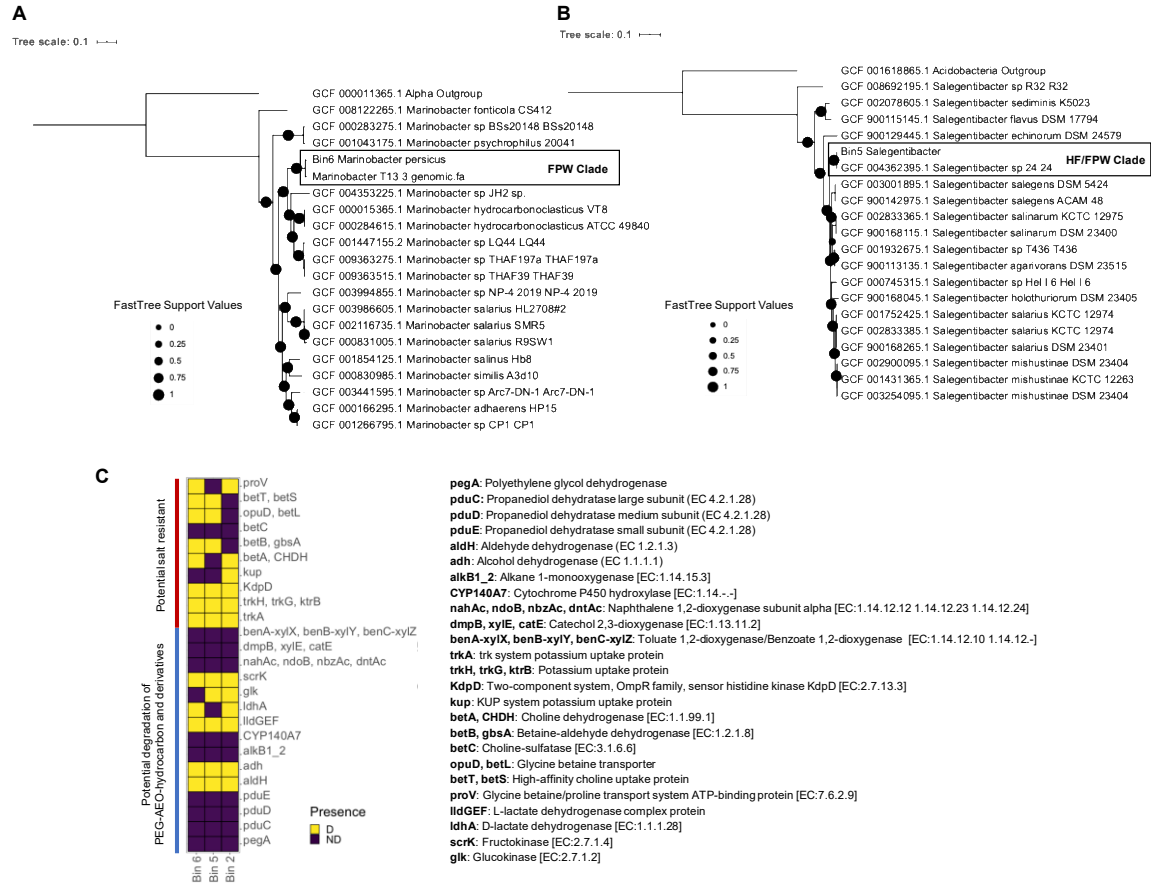 A
Tree scale: 0.1
GCF 000011365.1 Alpha Outgroup
GCF 008122265.1 Marinobacter fonticola CS412
GCF 000283275.1 Marinobacter sp BSs20148 BSs20148
GCF 001043175.1 Marinobacter psychrophilus 20041
Bin6 Marinobacter persicus
Marinobacter T13 3 genomic.fa
FPW Clade
GCF 004353225.1 Marinobacter sp JH2 sp.
GCF 000015365.1 Marinobacter hydrocarbonoclasticus VT8
GCF 000284615.1 Marinobacter hydrocarbonoclasticus ATCC 49840
GCF 001447155.2 Marinobacter sp LQ44 LQ44
GCF 009363275.1 Marinobacter sp THAF197a THAF197a
GCF 009363515.1 Marinobacter sp THAF39 THAF39
GCF 003994855.1 Marinobacter sp NP-4 2019 NP-4 2019
GCF 003986605.1 Marinobacter salarius HL2708#2
GCF 002116735.1 Marinobacter salarius SMR5
GCF 000831005.1 Marinobacter salarius R9SW1
GCF 001854125.1 Marinobacter salinus Hb8
GCF 000830985.1 Marinobacter similis A3d10
GCF 003441595.1 Marinobacter sp Arc7-DN-1 Arc7-DN-1
GCF 000166295.1 Marinobacter adhaerens HP15
GCF 001266795.1 Marinobacter sp CP1 CP1
FastTree Support Values
0
0.25
0.5
0.75
1
B
Tree scale: 0.1
GCF 001618865.1 Acidobacteria Outgroup
GCF 008692195.1 Salegentibacter sp R32 R32
GCF 002078605.1 Salegentibacter sediminis K5023
GCF 900115145.1 Salegentibacter flavus DSM 17794
GCF 900129445.1 Salegentibacter echinorum DSM 24579
Bin5 Salegentibacter
GCF 004362395.1 Salegentibacter sp 24 24
HF/FPW Clade
GCF 003001895.1 Salegentibacter salegens DSM 5424
GCF 900142975.1 Salegentibacter salegens ACAM 48
GCF 002833365.1 Salegentibacter salinarum KCTC 12975
GCF 900168115.1 Salegentibacter salinarum DSM 23400
GCF 001932675.1 Salegentibacter sp T436 T436
GCF 900113135.1 Salegentibacter agarivorans DSM 23515
GCF 000745315.1 Salegentibacter sp Hel I 6 Hel I 6
GCF 900168045.1 Salegentibacter holothuriorum DSM 23405
GCF 001752425.1 Salegentibacter salarius KCTC 12974
GCF 002833385.1 Salegentibacter salarius KCTC 12974
GCF 900168265.1 Salegentibacter salarius DSM 23401
GCF 002900095.1 Salegentibacter mishustinae DSM 23404
GCF 001431365.1 Salegentibacter mishustinae KCTC 12263
GCF 003254095.1 Salegentibacter mishustinae DSM 23404
FastTree Support Values
0
0.25
0.5
0.75
1
C
Potential salt resistant
Potential degradation of
PEG-AEO-hydrocarbon and derivatives
proV
betT, betS
opuD, betL
betC
betB, gbsA
betA, CHDH
kup
KdpD
trkH, trkG, ktrB
trkA
benA-xylX, benB-xylY, benC-xylZ
dmpB, xylE, catE
nahAc, ndoB, nbzAc, dntAc
scrK
glk
ldhA
lldGEF
CYP140A7
alkB1_2
adh
aldH
pduE
pduD
pduC
pegA
Bin 6
Bin 5
Bin 2
Presence
D
ND
pegA: Polyethylene glycol dehydrogenase
pduC: Propanediol dehydratase large subunit (EC 4.2.1.28)
pduD: Propanediol dehydratase medium subunit (EC 4.2.1.28)
pduE: Propanediol dehydratase small subunit (EC 4.2.1.28)
aldH: Aldehyde dehydrogenase (EC 1.2.1.3)
adh: Alcohol dehydrogenase (EC 1.1.1.1)
alkB1_2: Alkane 1-monooxygenase [EC:1.14.15.3]
CYP140A7: Cytochrome P450 hydroxylase [EC:1.14.-.-]
nahAc, ndoB, nbzAc, dntAc: Naphthalene 1,2-dioxygenase subunit alpha [EC:1.14.12.12 1.14.12.23 1.14.12.24]
dmpB, xylE, catE: Catechol 2,3-dioxygenase [EC:1.13.11.2]
benA-xylX, benB-xylY, benC-xylZ: Toluate 1,2-dioxygenase/Benzoate 1,2-dioxygenase [EC:1.14.12.10 1.14.12.-]
trkA: trk system potassium uptake protein
trkH, trkG, ktrB: Potassium uptake protein
KdpD: Two-component system, OmpR family, sensor histidine kinase KdpD [EC:2.7.13.3]
kup: KUP system potassium uptake protein
betA, CHDH: Choline dehydrogenase [EC:1.1.99.1]
betB, gbsA: Betaine-aldehyde dehydrogenase [EC:1.2.1.8]
betC: Choline-sulfatase [EC:3.1.6.6]
opuD, betL: Glycine betaine transporter
betT, betS: High-affinity choline uptake protein
proV: Glycine betaine/proline transport system ATP-binding protein [EC:7.6.2.9]
lldGEF: L-lactate dehydrogenase complex protein
ldhA: D-lactate dehydrogenase [EC:1.1.1.28]
scrK: Fructokinase [EC:2.7.1.4]
glk: Glucokinase [EC:2.7.1.2]